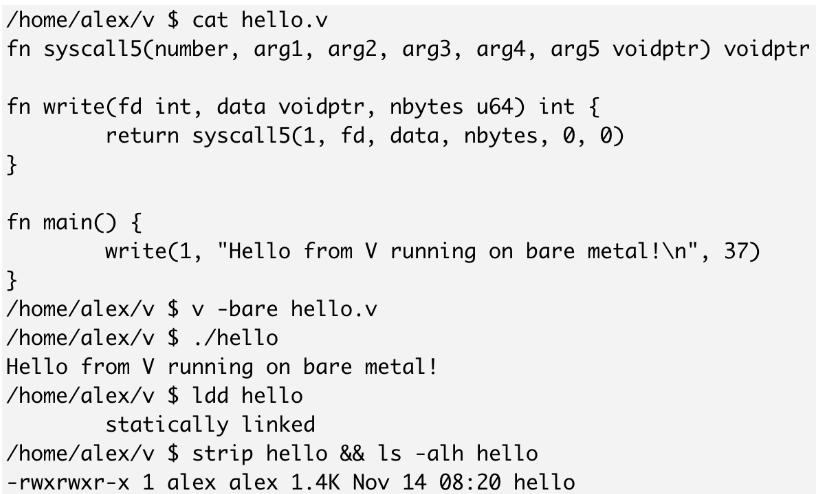 /home/alex/v $ cat hello.v
fn syscall5(number, arg1, arg2, arg3, arg4, arg5 voidptr) voidptr
fn write(fd int, data voidptr, nbytes u64) int {
        return syscall5(1, fd, data, nbytes, 0, 0)
}
fn main() {
        write(1, "Hello from V running on bare metal!\n", 37)
}
/home/alex/v $ v -bare hello.v
/home/alex/v $ ./hello
Hello from V running on bare metal!
/home/alex/v $ ldd hello
        statically linked
/home/alex/v $ strip hello && ls -alh hello
-rwxrwxr-x 1 alex alex 1.4K Nov 14 08:20 hello